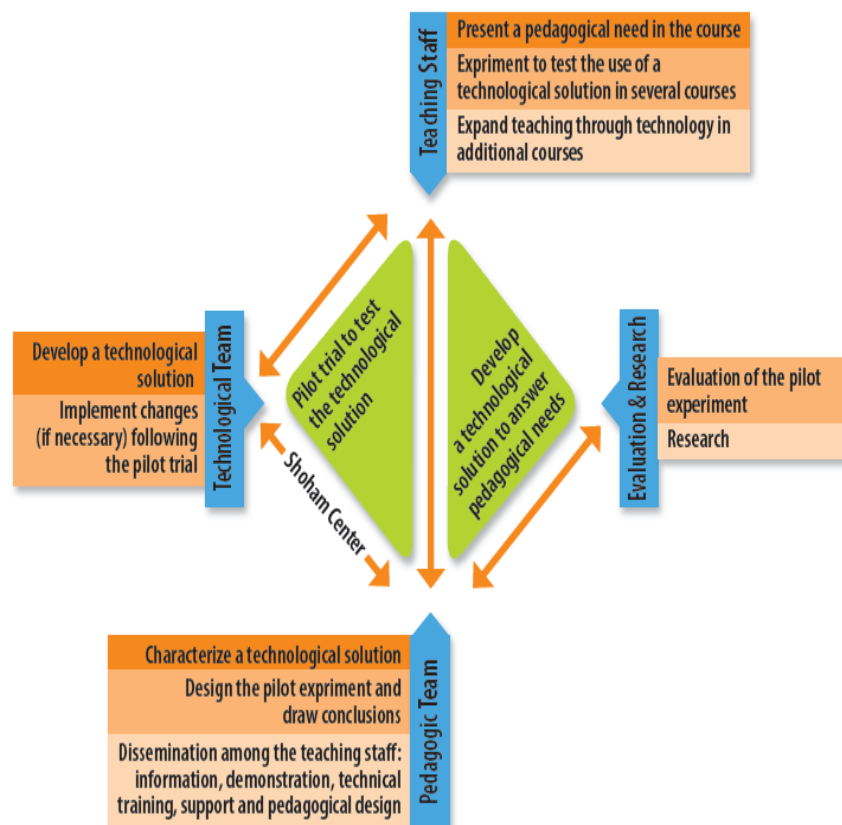 Teaching Staff
Present a pedagogical need in the course
Expriment to test the use of a
technological solution in several courses
Expand teaching through technology in
additional courses
Technological Team
Develop a technological
solution
Implement changes
(if necessary) following
the pilot trial
Pilot trial to test
the technological
solution
Develop
a technological
solution to answer
pedagogical needs
Evaluation & Research
Evaluation of the pilot
experiment
Research
Shoham Center
Pedagogic Team
Characterize a technological solution
Design the pilot expriment and
draw conclusions
Dissemination among the teaching staff:
information, demonstration, technical
training, support and pedagogical design